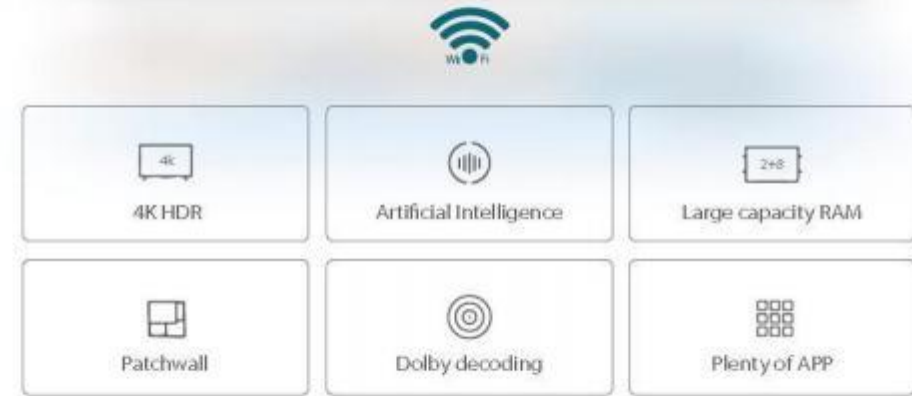 Wi Fi
4k
2+8
4K HDR
Artificial Intelligence
Large capacity RAM
Patchwall
Dolby decoding
Plenty of APP